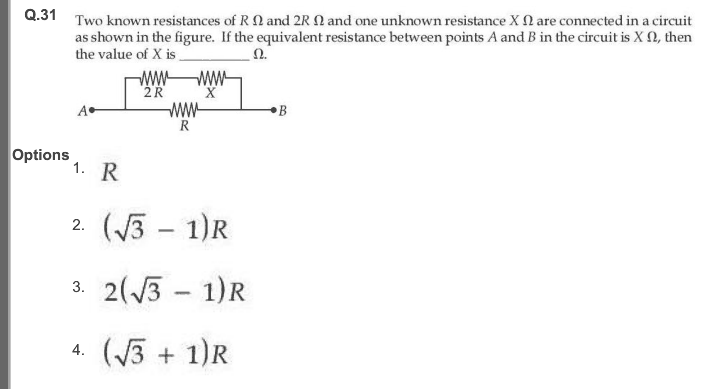 Q.31 Two known resistances of R Ω and 2R Ω and one unknown resistance X Ω are connected in a circuit
as shown in the figure. If the equivalent resistance between points A and B in the circuit is X Ω, then
the value of X is ________ Ω.
2R X
A B
R
Options
1. R
2. (√3 − 1)R
3. 2(√3 − 1)R
4. (√3 + 1)R